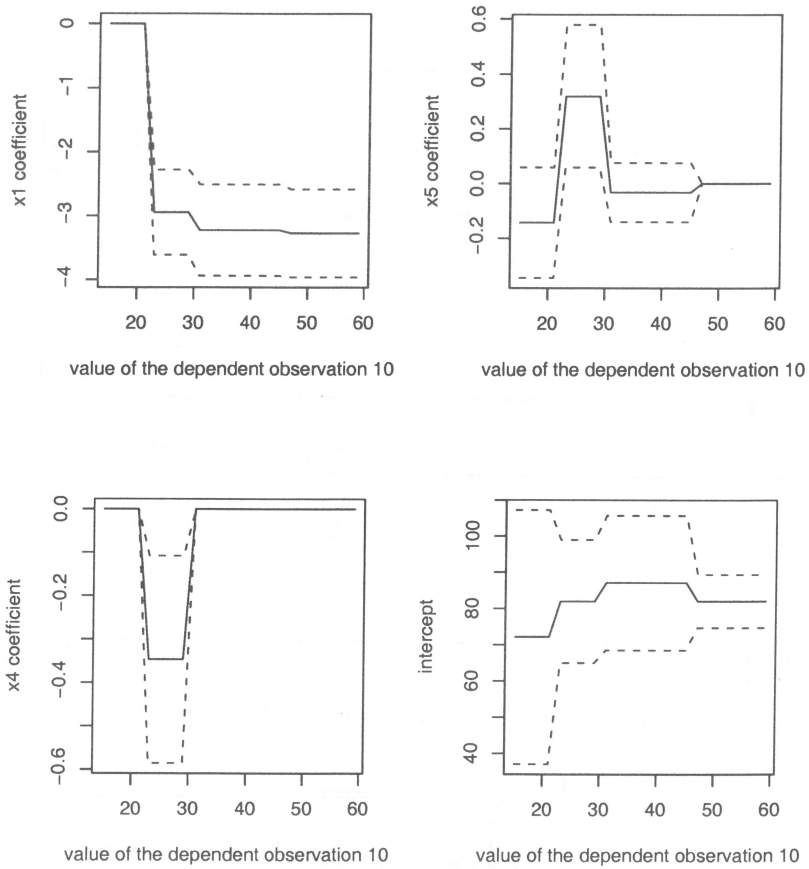 x1 coefficient
0
−1
−2
−3
−4
20 30 40 50 60
value of the dependent observation 10
x5 coefficient
0.6
0.4
0.2
0.0
−0.2
20 30 40 50 60
value of the dependent observation 10
x4 coefficient
0.0
−0.2
−0.4
−0.6
20 30 40 50 60
value of the dependent observation 10
intercept
100
80
60
40
20 30 40 50 60
value of the dependent observation 10